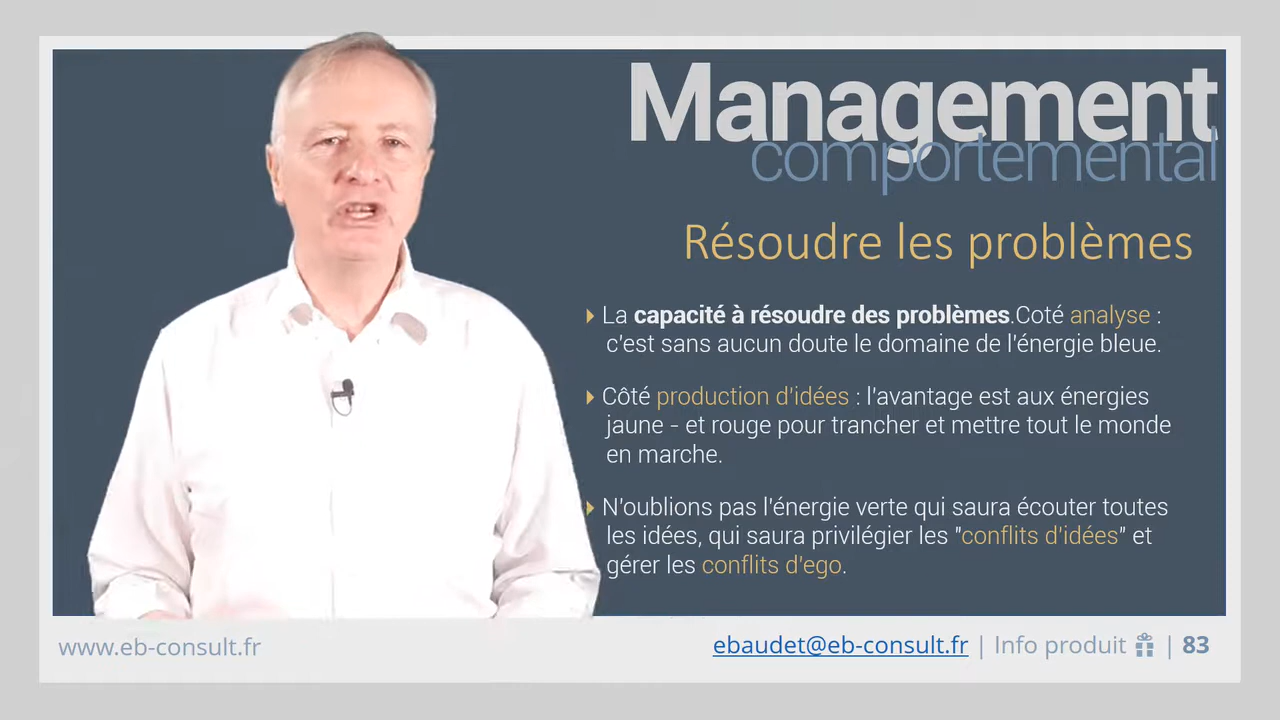 Management
comportemental
Résoudre les problèmes
La capacité à résoudre des problèmes.Coté analyse :
c'est sans aucun doute le domaine de l'énergie bleue.
Côté production d'idées : l'avantage est aux énergies
jaune - et rouge pour trancher et mettre tout le monde
en marche.
N'oublions pas l'énergie verte qui saura écouter toutes
les idées, qui saura privilégier les "conflits d'idées" et
gérer les conflits d'ego.
www.eb-consult.fr
ebaudet@eb-consult.fr | Info produit | 83